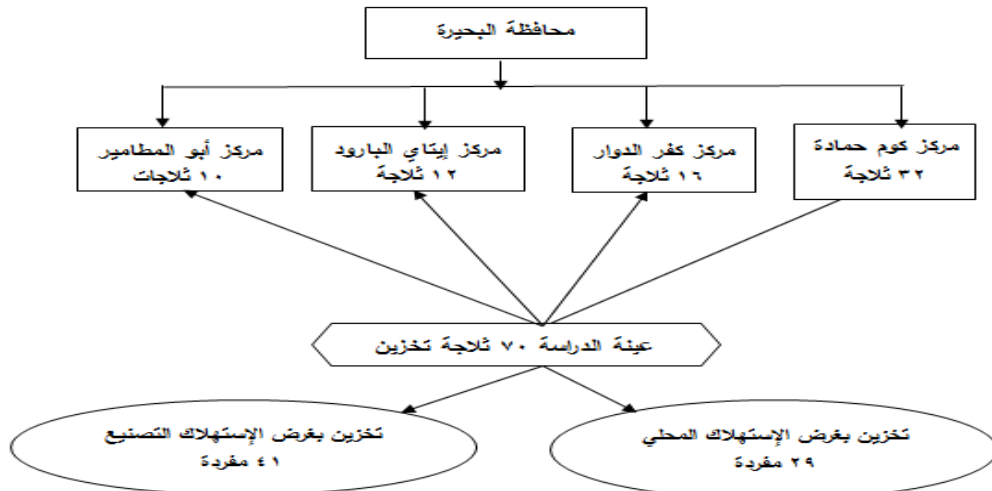 محافظة البحيرة
مركز كوم حمادة
٣٢ ثلاجة
مركز كفر الدوار
١٦ ثلاجة
مركز إيتاي البارود
١٢ ثلاجة
مركز أبو المطامير
١٠ ثلاجات
عينة الدراسة ٧٠ ثلاجة تخزين
تخزين بغرض الإستهلاك المحلي
٢٩ مفردة
تخزين بغرض الإستهلاك التصنيع
٤١ مفردة